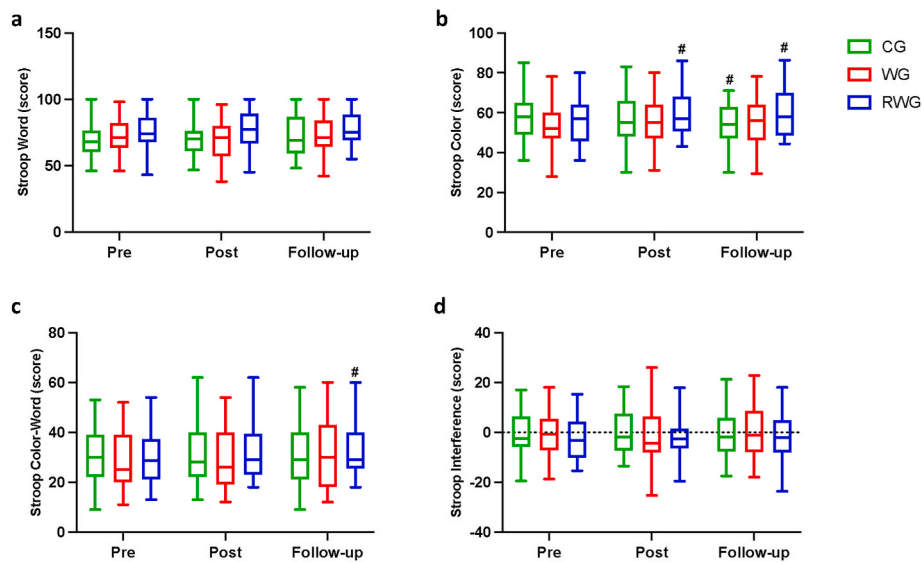 a
Stroop Word (score)
150
100
50
0
Pre Post Follow-up
b
Stroop Color (score)
100
80
60
40
20
0
# # #
Pre Post Follow-up
CG
WG
RWG
c
Stroop Color-Word (score)
80
60
40
20
0
#
Pre Post Follow-up
d
Stroop Interference (score)
40
20
0
-20
-40
Pre Post Follow-up